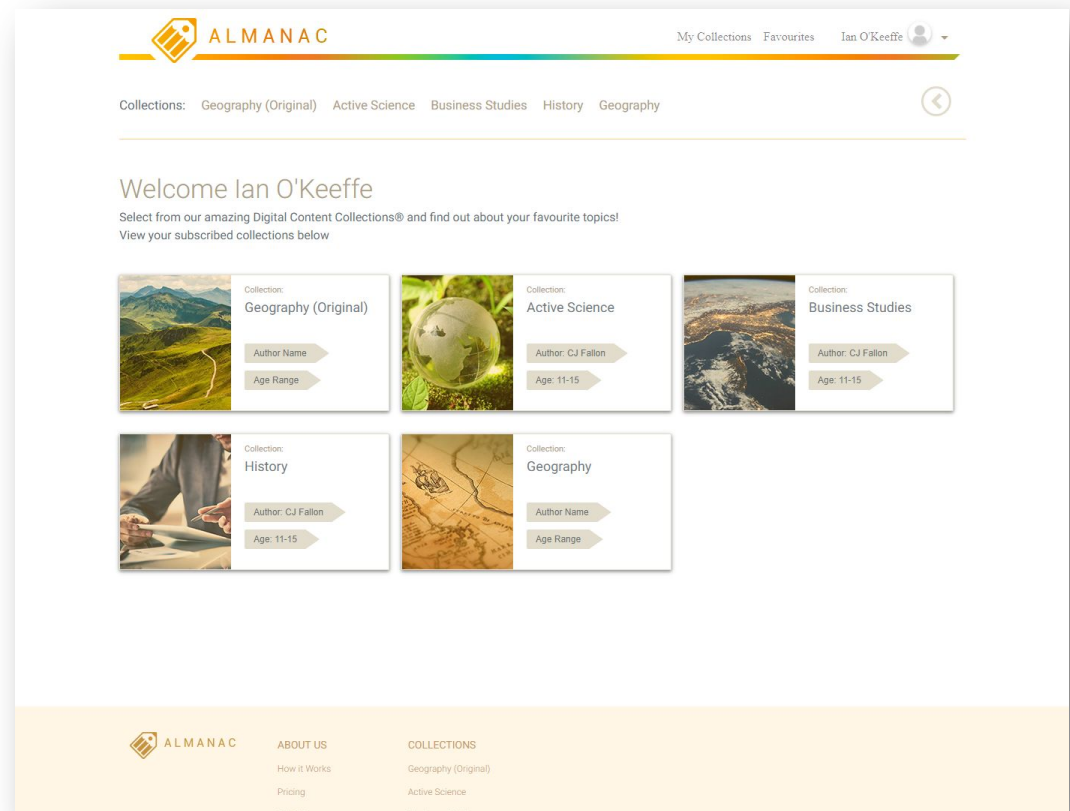 ALMANAC
My Collections Favourites Ian O'Keeffe
Collections: Geography (Original) Active Science Business Studies History Geography
Welcome Ian O'Keeffe
Select from our amazing Digital Content Collections® and find out about your favourite topics!
View your subscribed collections below
Collection:
Geography (Original)
Author Name
Age Range
Collection:
Active Science
Author: CJ Fallon
Age: 11-15
Collection:
Business Studies
Author: CJ Fallon
Age: 11-15
Collection:
History
Author: CJ Fallon
Age: 11-15
Collection:
Geography
Author Name
Age Range
ALMANAC
ABOUT US
How it Works
Pricing
COLLECTIONS
Geography (Original)
Active Science